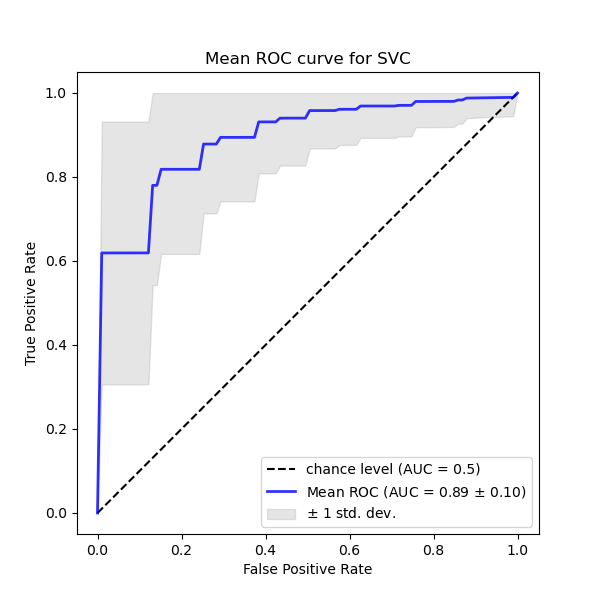 Mean ROC curve for SVC
1.0
0.8
0.6
0.4
0.2
0.0
True Positive Rate
chance level (AUC = 0.5)
Mean ROC (AUC = 0.89 ± 0.10)
± 1 std. dev.
0.0 0.2 0.4 0.6 0.8 1.0
False Positive Rate